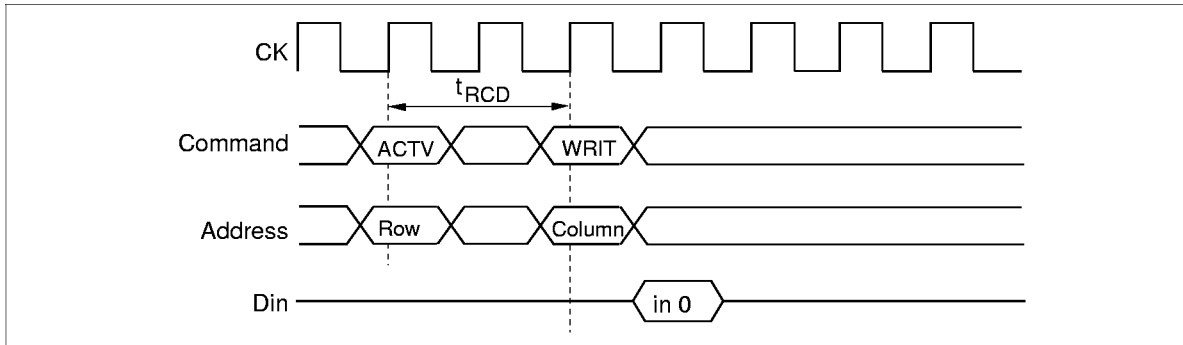 CK
tRCD
Command ACTV WRIT
Address Row Column
Din in 0